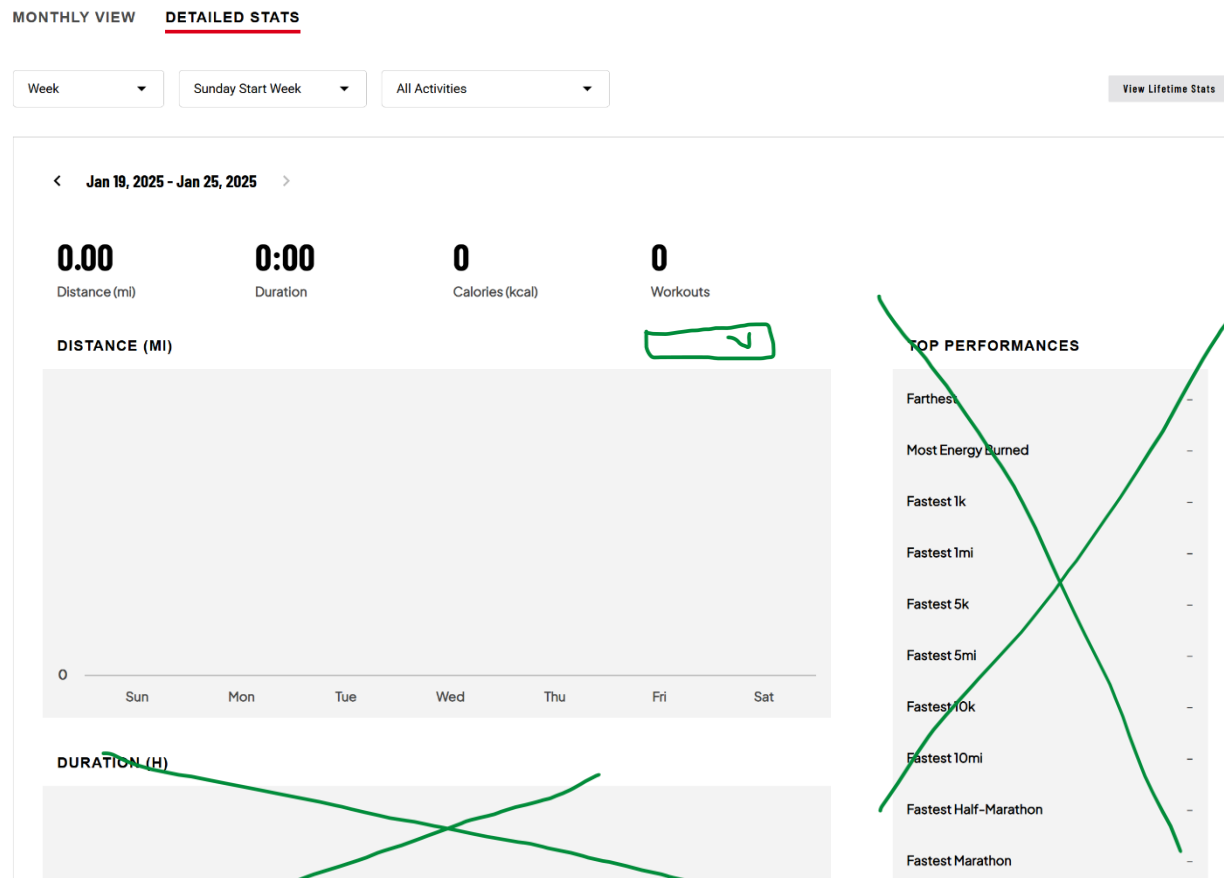 MONTHLY VIEW DETAILED STATS
Week Sunday Start Week All Activities View Lifetime Stats
Jan 19, 2025 - Jan 25, 2025
0.00 0:00 0 0
Distance (mi) Duration Calories (kcal) Workouts
DISTANCE (MI)
0
Sun Mon Tue Wed Thu Fri Sat
DURATION (H)
TOP PERFORMANCES
Farthest –
Most Energy Burned –
Fastest 1k –
Fastest 1mi –
Fastest 5k –
Fastest 5mi –
Fastest 10k –
Fastest 10mi –
Fastest Half-Marathon –
Fastest Marathon –